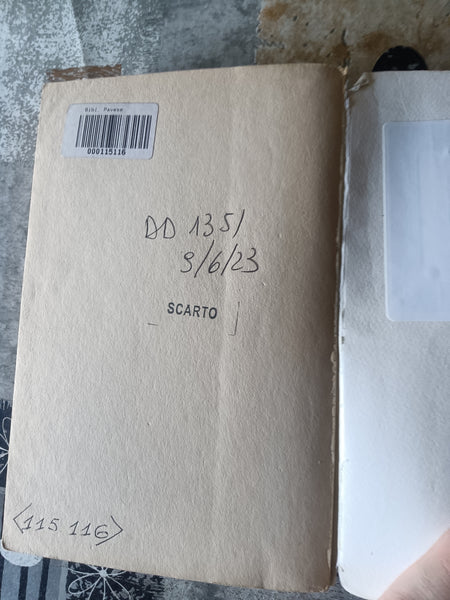 Bibl. Pavese
000115116
DD 135/
9/6/23
SCARTO
<115 116>